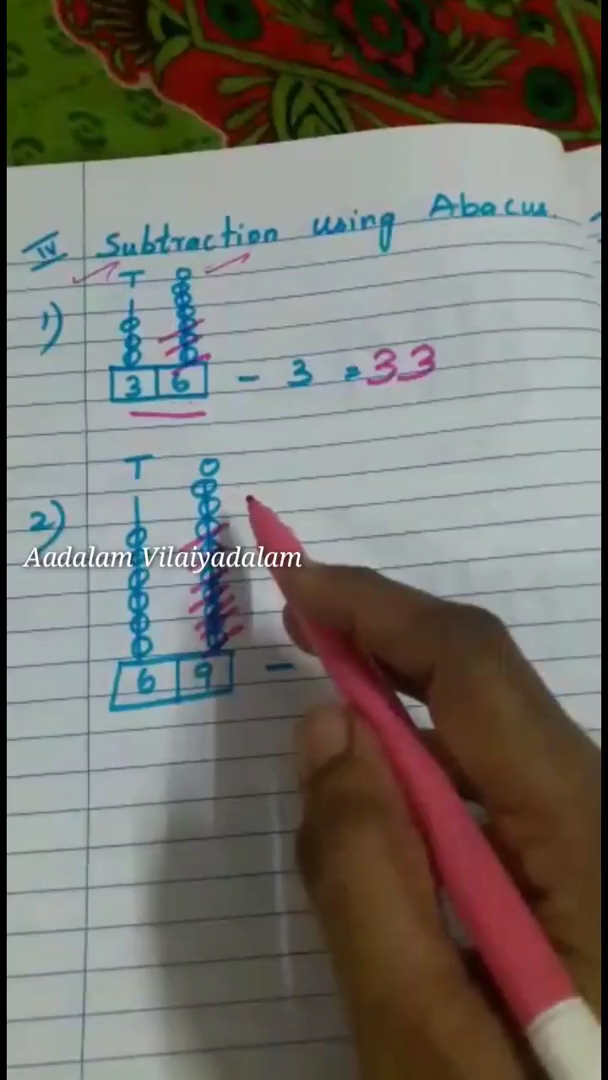 IV Subtraction using Abacus.
T O
1)
3 6 - 3 = 33
T O
2)
Aadalam Vilaiyadalam
6 9 -